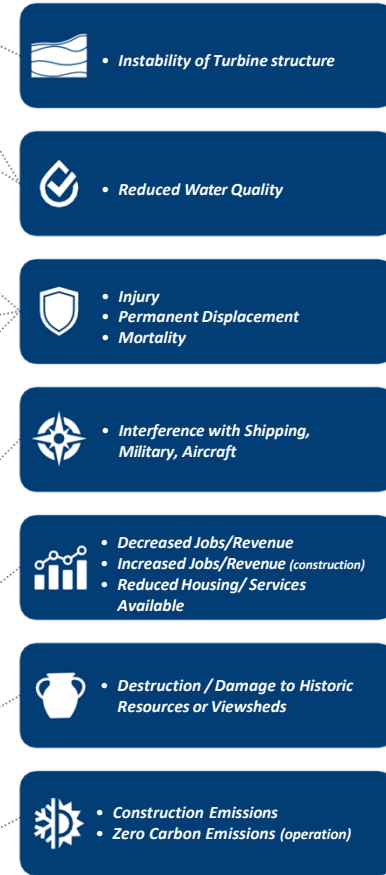 • Instability of Turbine structure
• Reduced Water Quality
• Injury
• Permanent Displacement
• Mortality
• Interference with Shipping,
Military, Aircraft
• Decreased Jobs/Revenue
• Increased Jobs/Revenue (construction)
• Reduced Housing/ Services
Available
• Destruction / Damage to Historic
Resources or Viewsheds
• Construction Emissions
• Zero Carbon Emissions (operation)